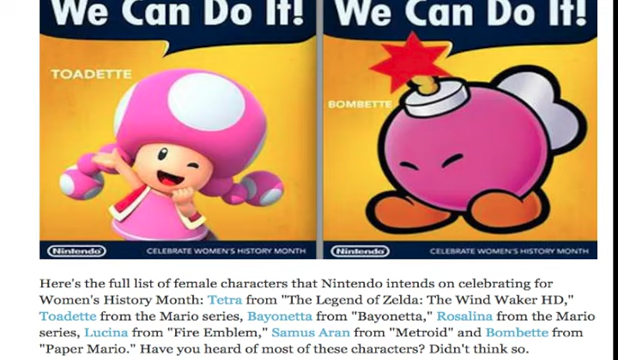 We Can Do It!
We Can Do It!
TOADETTE
BOMBETTE
Nintendo
CELEBRATE WOMEN'S HISTORY MONTH
Nintendo
CELEBRATE WOMEN'S HISTORY MONTH
Here's the full list of female characters that Nintendo intends on celebrating for
Women's History Month: Tetra from "The Legend of Zelda: The Wind Waker HD,"
Toadette from the Mario series, Bayonetta from "Bayonetta," Rosalina from the Mario
series, Lucina from "Fire Emblem," Samus Aran from "Metroid" and Bombette from
"Paper Mario." Have you heard of most of these characters? Didn't think so.